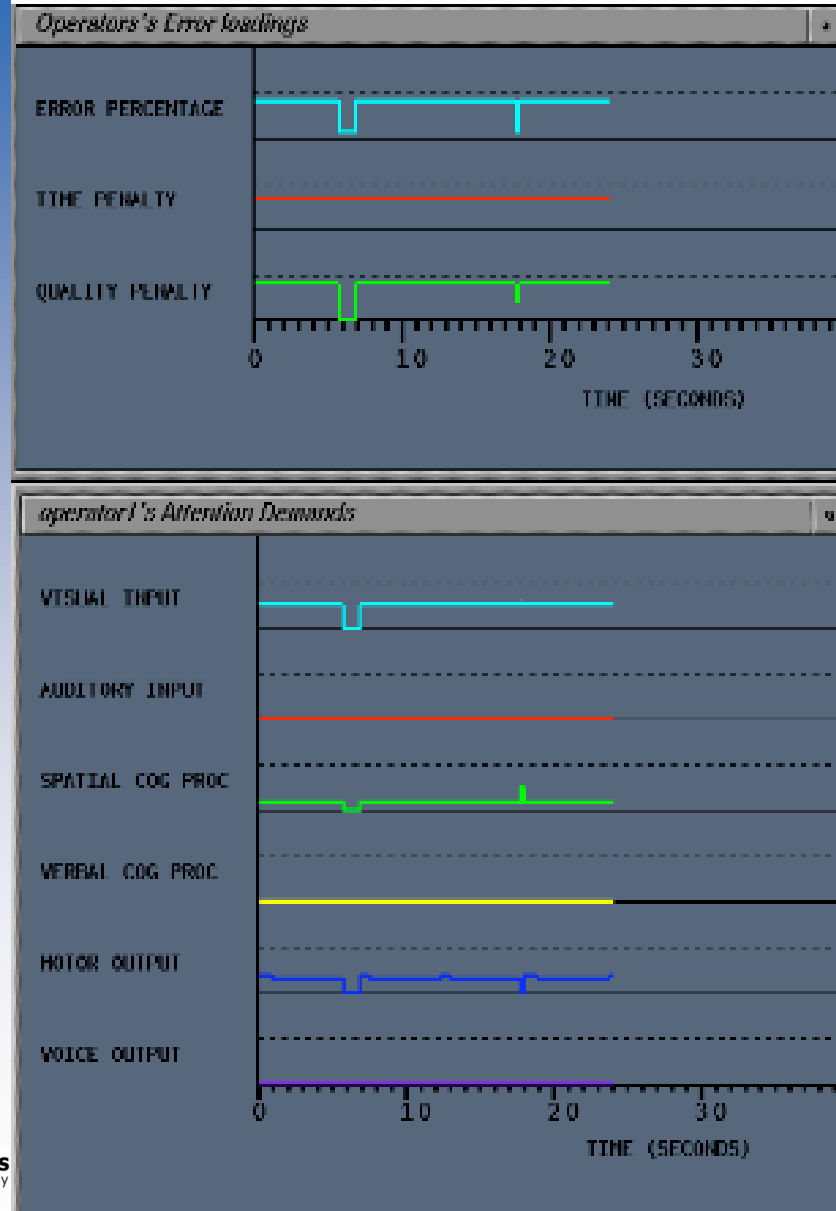 Operators's Error loadings
ERROR PERCENTAGE
TIME PENALTY
QUALITY PENALTY
0 10 20 30
TIME (SECONDS)
operator1's Attention Demands
VISUAL INPUT
AUDITORY INPUT
SPATIAL COG PROC
VERBAL COG PROC
MOTOR OUTPUT
VOICE OUTPUT
0 10 20 30
TIME (SECONDS)
s
y